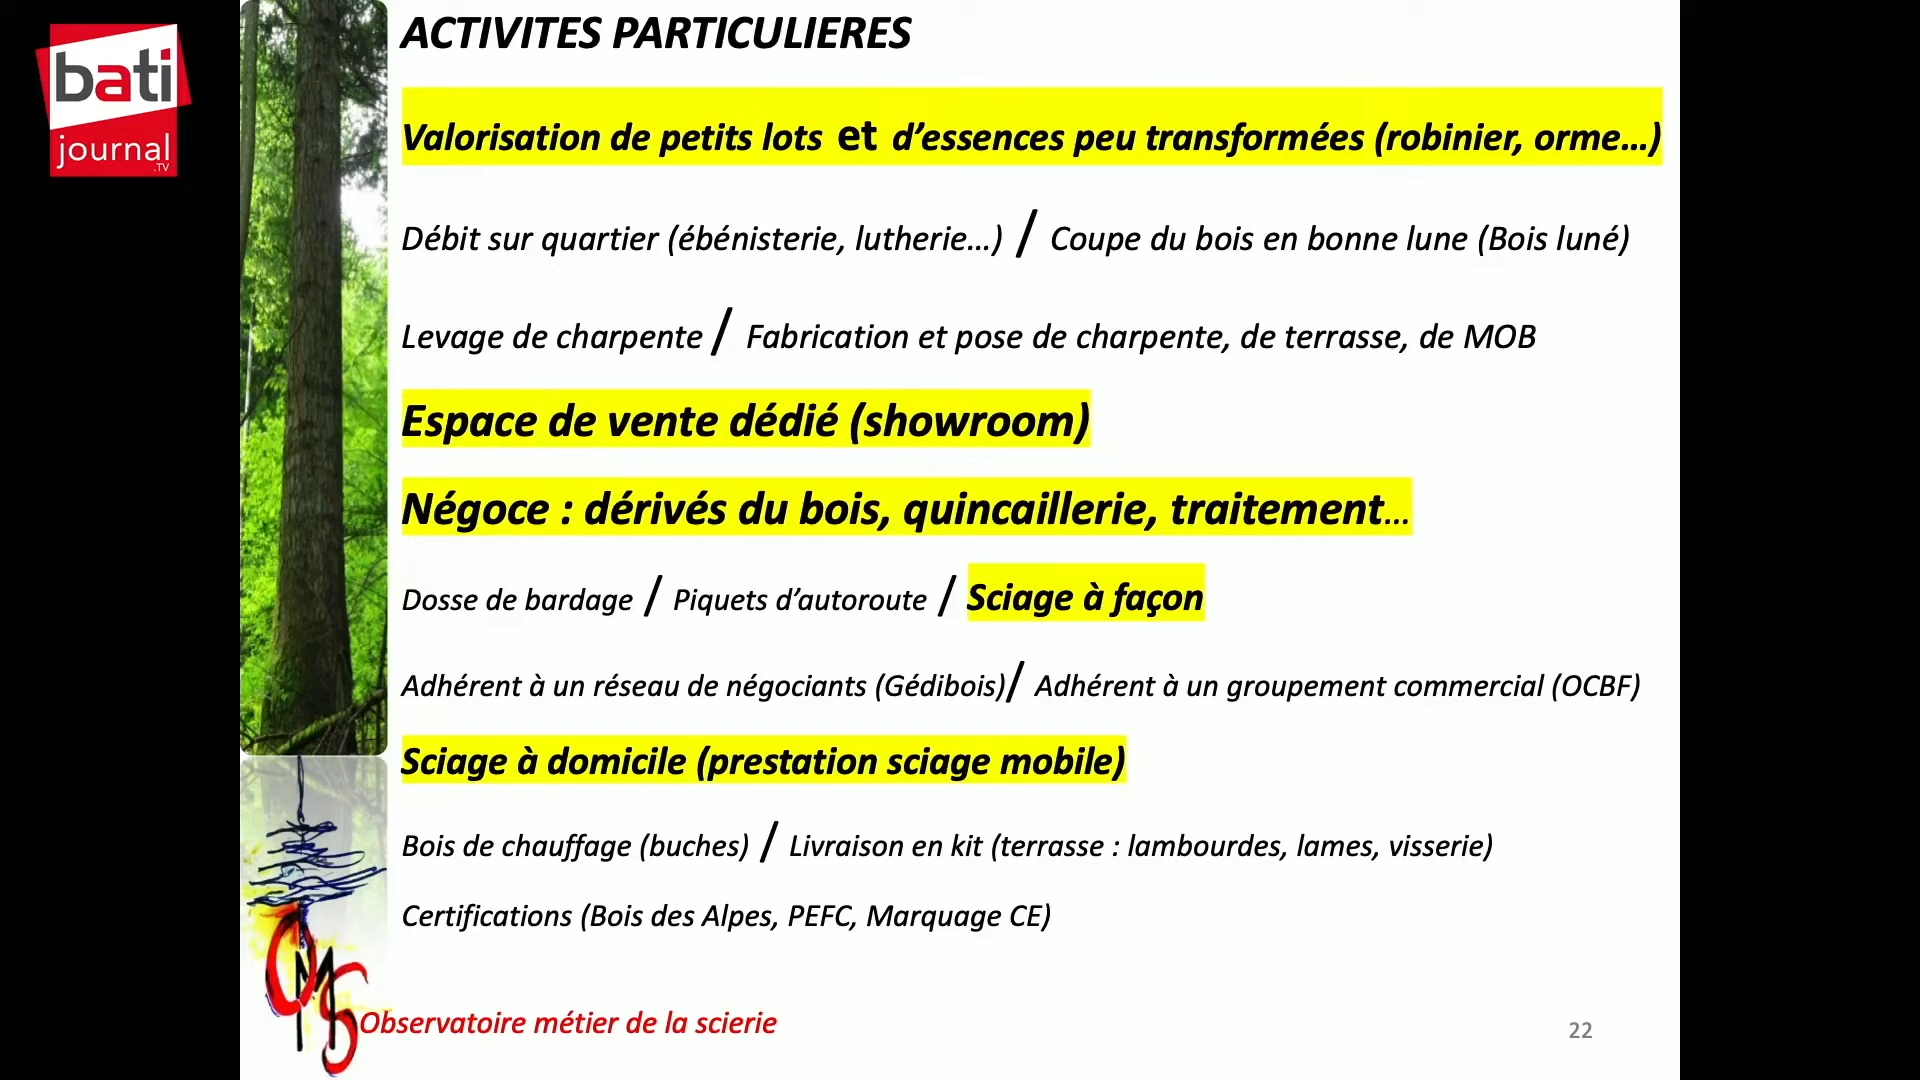 bati
journal
.TV
ACTIVITES PARTICULIERES
Valorisation de petits lots et d’essences peu transformées (robinier, orme…)
Débit sur quartier (ébénisterie, lutherie…) / Coupe du bois en bonne lune (Bois luné)
Levage de charpente / Fabrication et pose de charpente, de terrasse, de MOB
Espace de vente dédié (showroom)
Négoce : dérivés du bois, quincaillerie, traitement…
Dosse de bardage / Piquets d’autoroute / Sciage à façon
Adhérent à un réseau de négociants (Gédibois)/ Adhérent à un groupement commercial (OCBF)
Sciage à domicile (prestation sciage mobile)
Bois de chauffage (buches) / Livraison en kit (terrasse : lambourdes, lames, visserie)
Certifications (Bois des Alpes, PEFC, Marquage CE)
OMS
Observatoire métier de la scierie
22